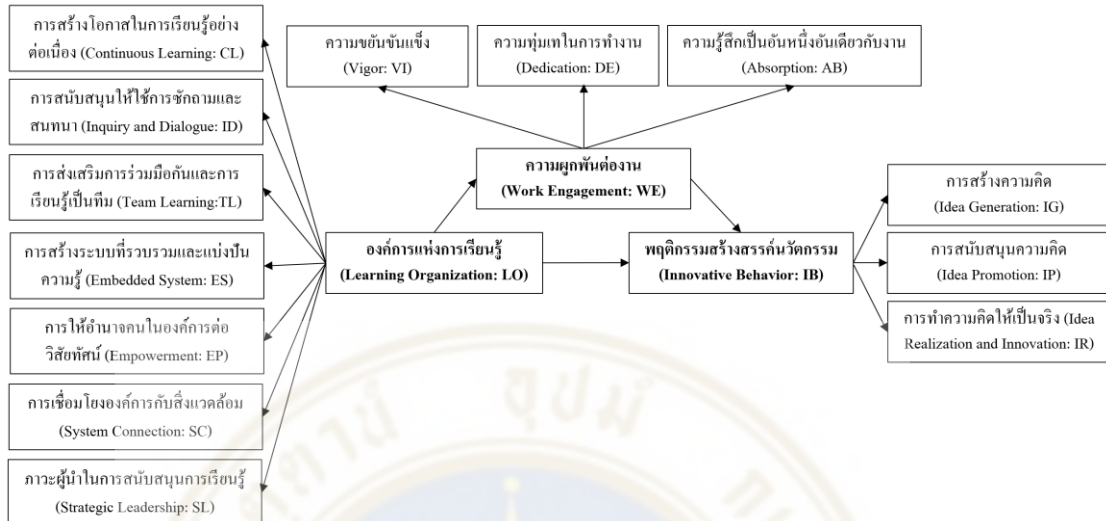 การสร้างโอกาสในการเรียนรู้อย่าง
ต่อเนื่อง (Continuous Learning: CL)
การสนับสนุนให้ใช้การซักถามและ
สนทนา (Inquiry and Dialogue: ID)
การส่งเสริมการร่วมมือกันและการ
เรียนรู้เป็นทีม (Team Learning:TL)
การสร้างระบบที่รวบรวมและแบ่งปัน
ความรู้ (Embedded System: ES)
การให้อำนาจคนในองค์การต่อ
วิสัยทัศน์ (Empowerment: EP)
การเชื่อมโยงองค์การกับสิ่งแวดล้อม
(System Connection: SC)
ภาวะผู้นำในการสนับสนุนการเรียนรู้
(Strategic Leadership: SL)
ความขยันขันแข็ง
(Vigor: VI)
ความทุ่มเทในการทำงาน
(Dedication: DE)
ความรู้สึกเป็นอันหนึ่งอันเดียวกับงาน
(Absorption: AB)
ความผูกพันต่องาน
(Work Engagement: WE)
องค์การแห่งการเรียนรู้
(Learning Organization: LO)
พฤติกรรมสร้างสรรค์นวัตกรรม
(Innovative Behavior: IB)
การสร้างความคิด
(Idea Generation: IG)
การสนับสนุนความคิด
(Idea Promotion: IP)
การทำความคิดให้เป็นจริง (Idea
Realization and Innovation: IR)